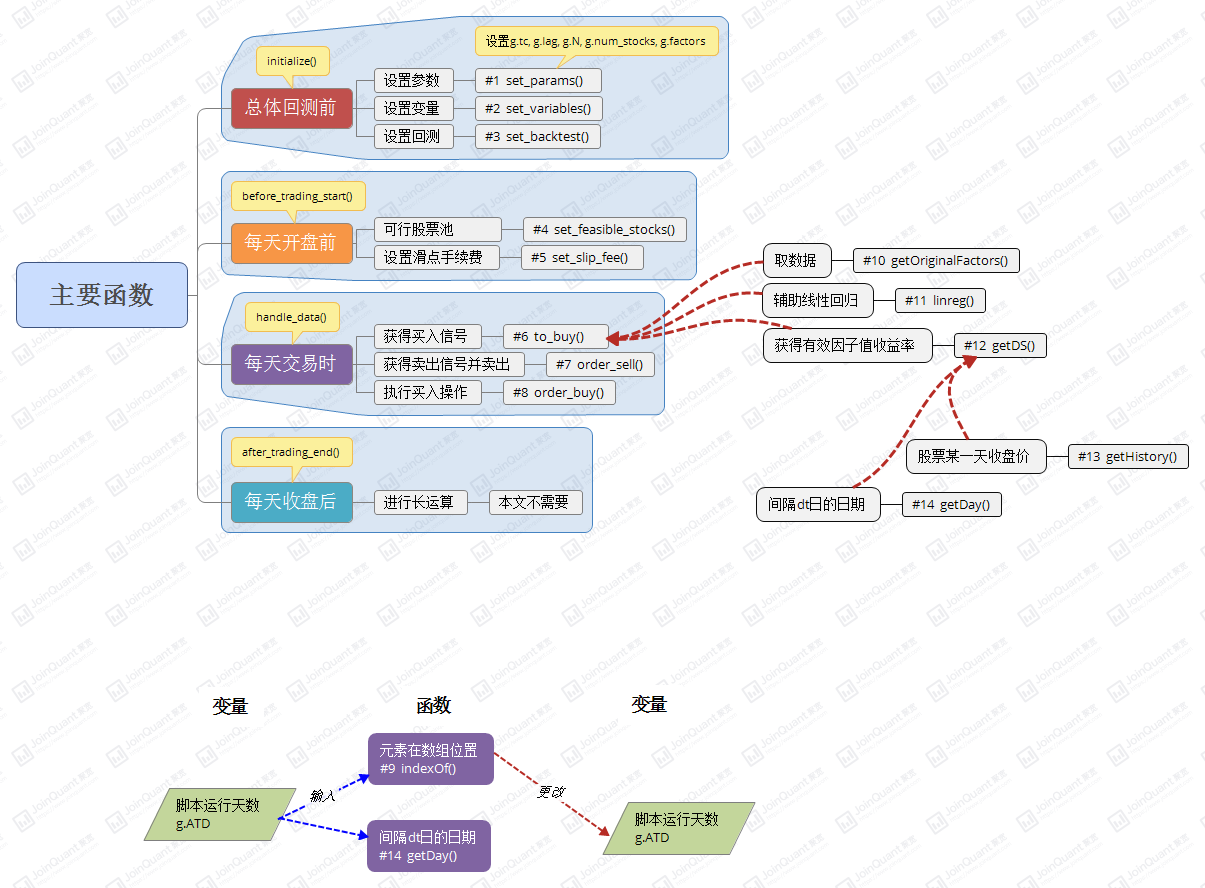 设置g.tc, g.lag, g.N, g.num_stocks, g.factors
initialize()
总体回测前
设置参数
#1 set_params()
设置变量
#2 set_variables()
设置回测
#3 set_backtest()
before_trading_start()
每天开盘前
可行股票池
#4 set_feasible_stocks()
设置滑点手续费
#5 set_slip_fee()
主要函数
handle_data()
每天交易时
获得买入信号
#6 to_buy()
获得卖出信号并卖出
#7 order_sell()
执行买入操作
#8 order_buy()
after_trading_end()
每天收盘后
进行长运算
本文不需要
取数据
#10 getOriginalFactors()
辅助线性回归
#11 linreg()
获得有效因子值收益率
#12 getDS()
股票某一天收盘价
#13 getHistory()
间隔dt日的日期
#14 getDay()
变量
函数
变量
元素在数组位置
#9 indexOf()
输入
更改
脚本运行天数
g.ATD
间隔dt日的日期
#14 getDay()
脚本运行天数
g.ATD
JoinQuant 聚宽